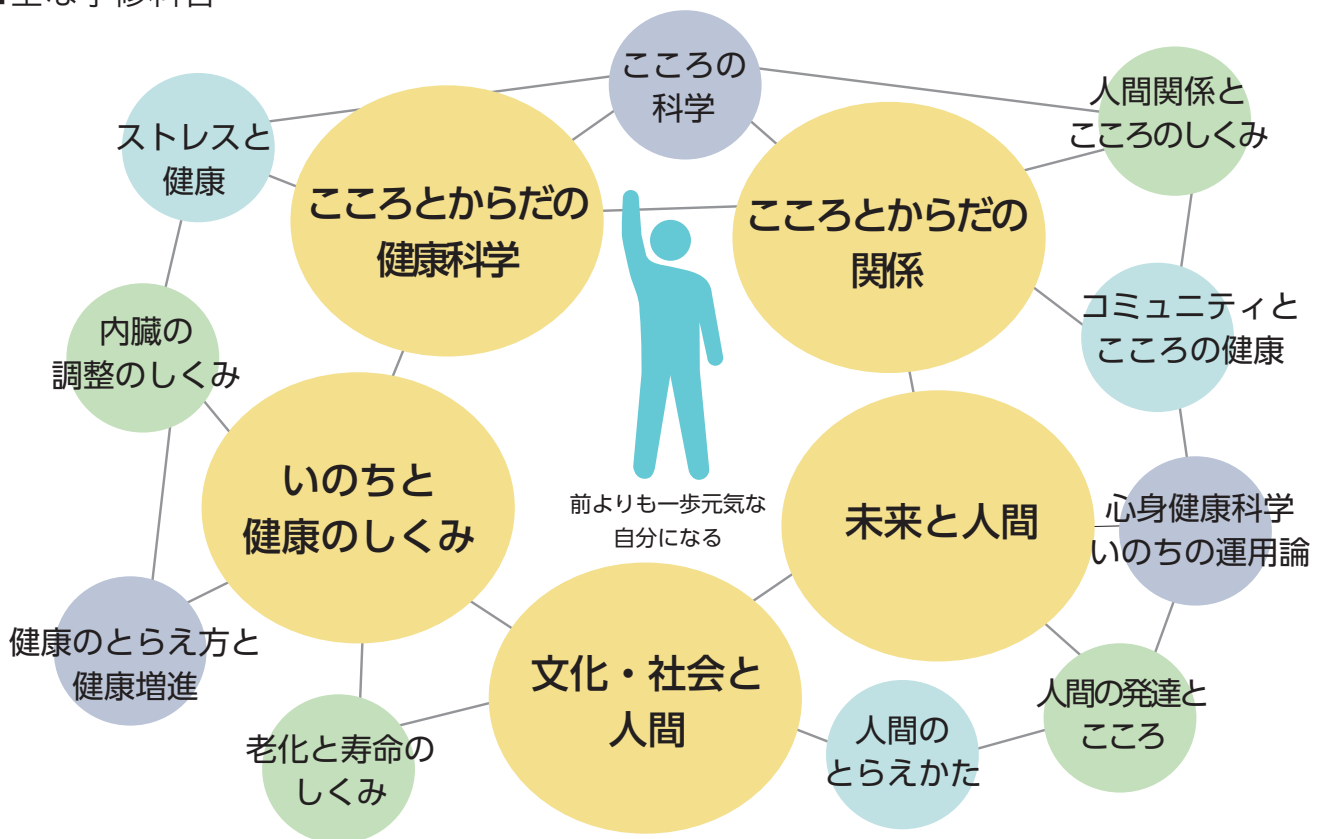 こころの
科学
人間関係と
こころのしくみ
ストレスと
健康
こころとからだの
健康科学
こころとからだの
関係
内臓の
調整のしくみ
コミュニティと
こころの健康
いのちと
健康のしくみ
前よりも一歩元気な
自分になる
未来と人間
心身健康科学
いのちの運用論
健康のとらえ方と
健康増進
文化・社会と
人間
人間の発達と
こころ
老化と寿命の
しくみ
人間の
とらえかた